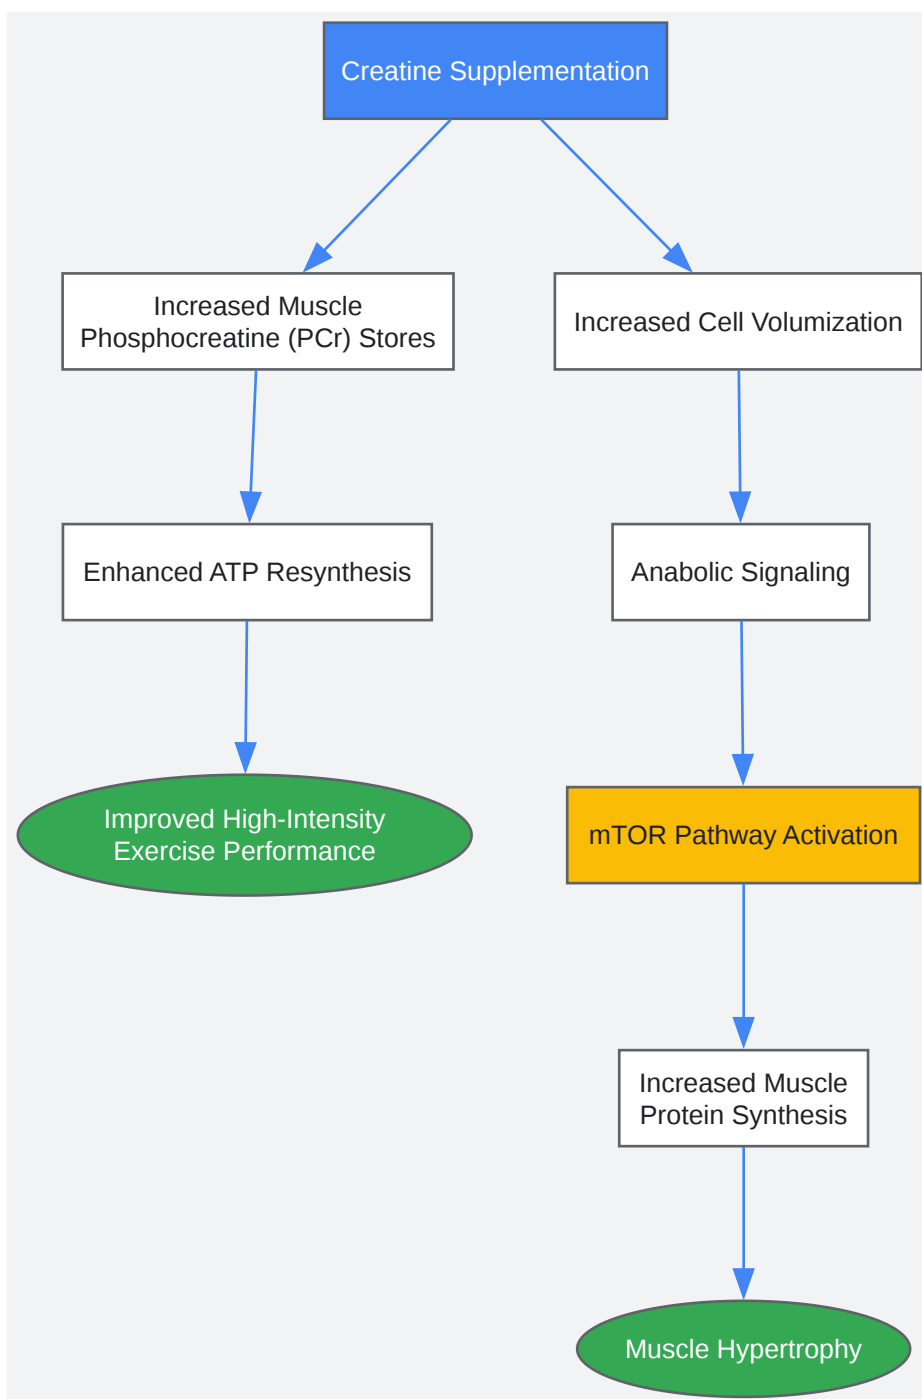 Creatine Supplementation
Increased Muscle
Phosphocreatine (PCr) Stores
Increased Cell Volumization
Enhanced ATP Resynthesis
Anabolic Signaling
Improved High-Intensity
Exercise Performance
mTOR Pathway Activation
Increased Muscle
Protein Synthesis
Muscle Hypertrophy